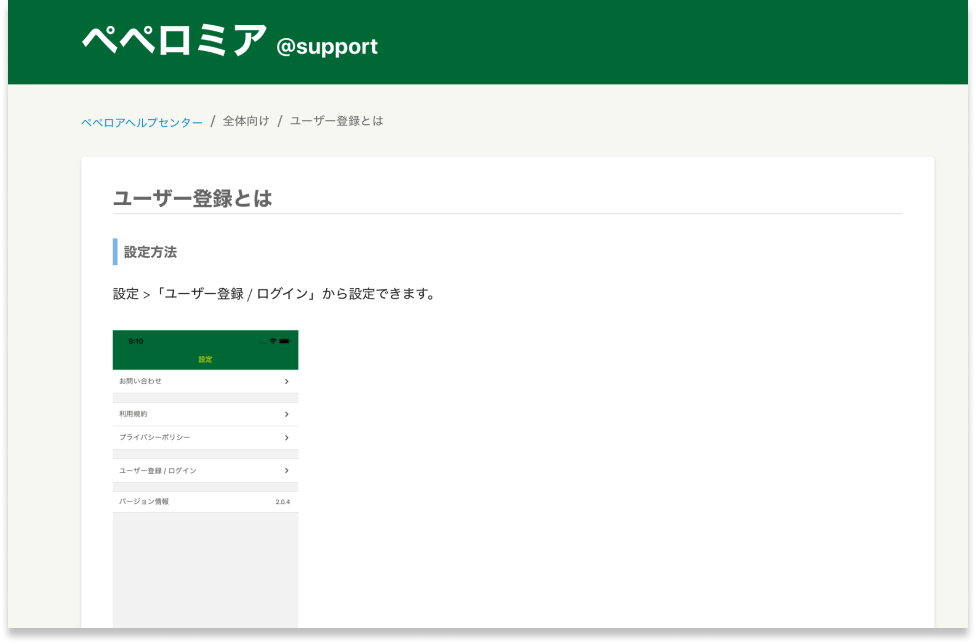 ペペロミア @support
ペペロアヘルプセンター / 全体向け / ユーザー登録とは
ユーザー登録とは
設定方法
設定 >「ユーザー登録 / ログイン」から設定できます。
9:10
設定
お問い合わせ
利用規約
プライバシーポリシー
ユーザー登録 / ログイン
バージョン情報 2.0.4